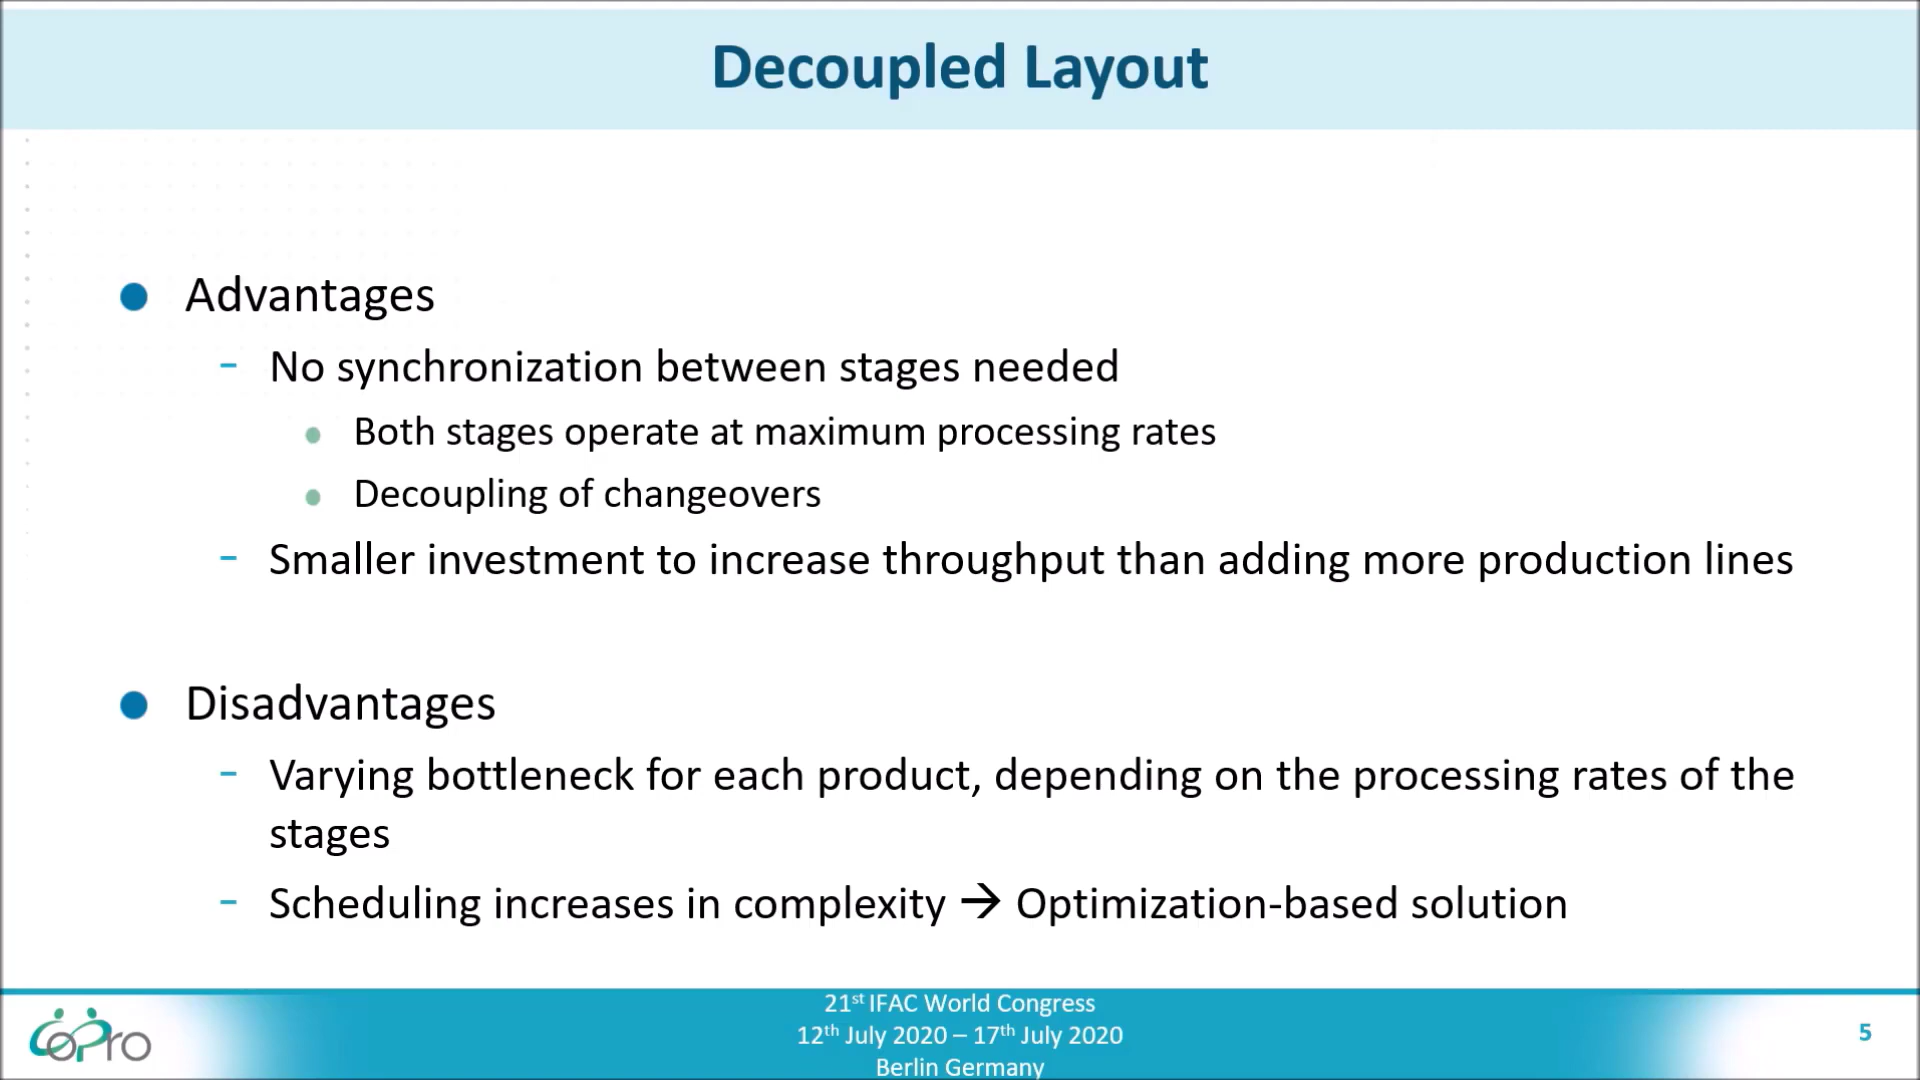 Decoupled Layout
Advantages
- No synchronization between stages needed
Both stages operate at maximum processing rates
Decoupling of changeovers
- Smaller investment to increase throughput than adding more production lines
Disadvantages
- Varying bottleneck for each product, depending on the processing rates of the
stages
- Scheduling increases in complexity → Optimization-based solution
21st IFAC World Congress
12th July 2020 – 17th July 2020
Berlin Germany
CoPro
5